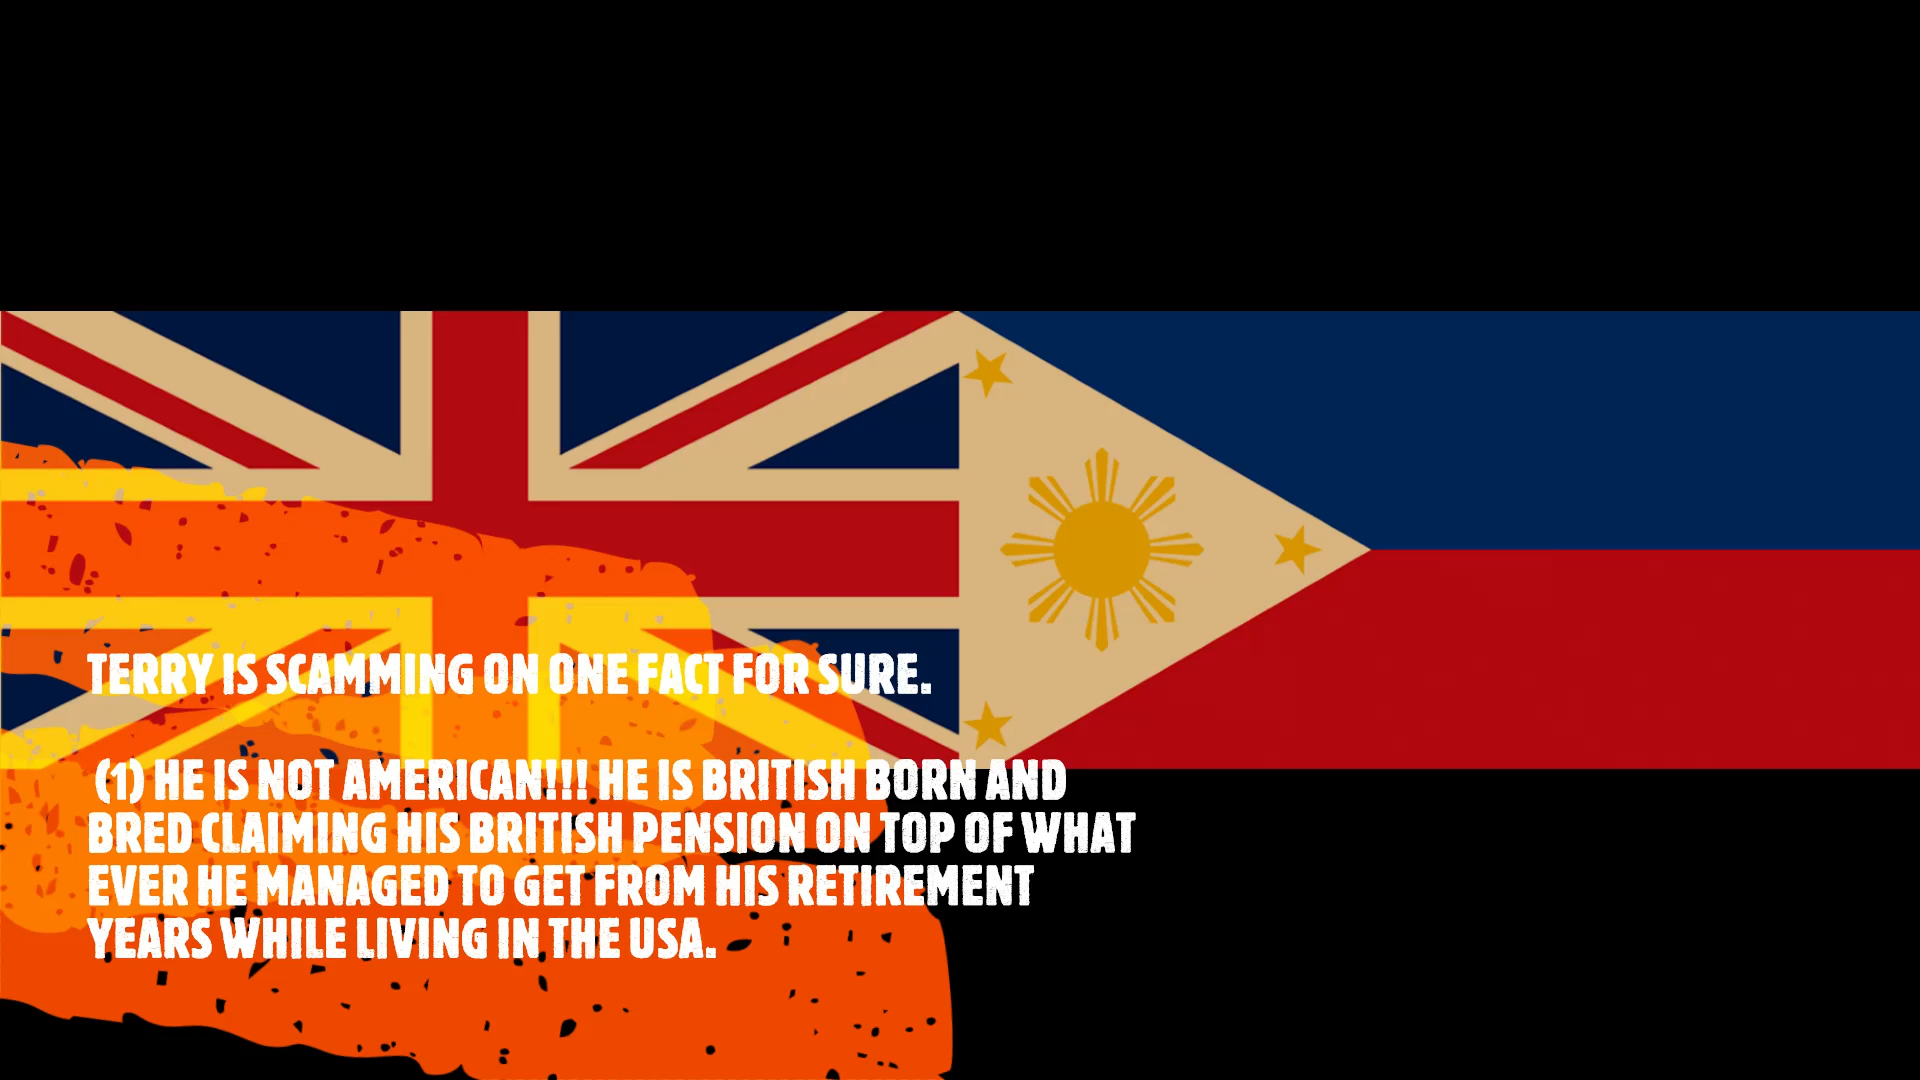 TERRY IS SCAMMING ON ONE FACT FOR SURE.
(1) HE IS NOT AMERICAN!!! HE IS BRITISH BORN AND
BRED CLAIMING HIS BRITISH PENSION ON TOP OF WHAT
EVER HE MANAGED TO GET FROM HIS RETIREMENT
YEARS WHILE LIVING IN THE USA.